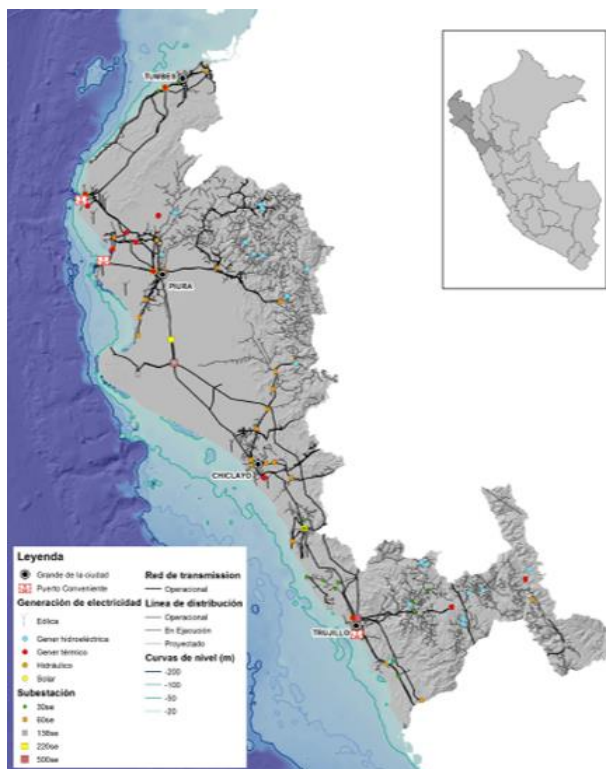 TUMBES
PIURA
CHICLAYO
TRUJILLO
Leyenda
Grande de la ciudad
Puerto Conveniente
Generación de electricidad
Eólica
Gener hidroeléctrica
Gener térmico
Hidráulico
Solar
Subestación
30se
60se
138se
220se
500se
Red de transmission
Operacional
Linea de distribución
Operacional
En Ejecución
Proyectado
Curvas de nivel (m)
-200
-100
-50
-20